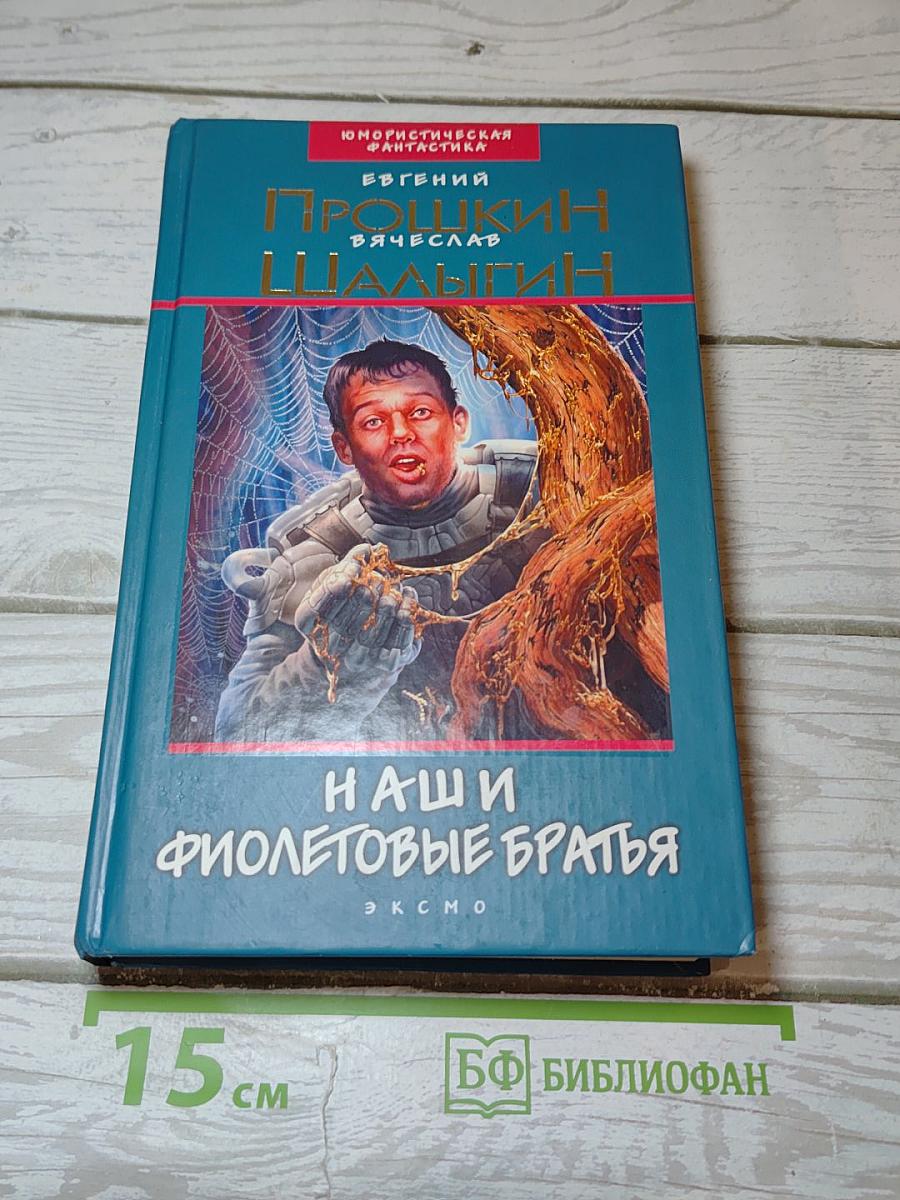 ЮМОРИСТИЧЕСКАЯ
ФАНТАСТИКА
ЕВГЕНИЙ
ПРОШКИН
ВЯЧЕСЛАВ
ШАЛЫГИН
НАШИ
ФИОЛЕТОВЫЕ БРАТЬЯ
ЭКСМО
15 см
БФ БИБЛИОФАН